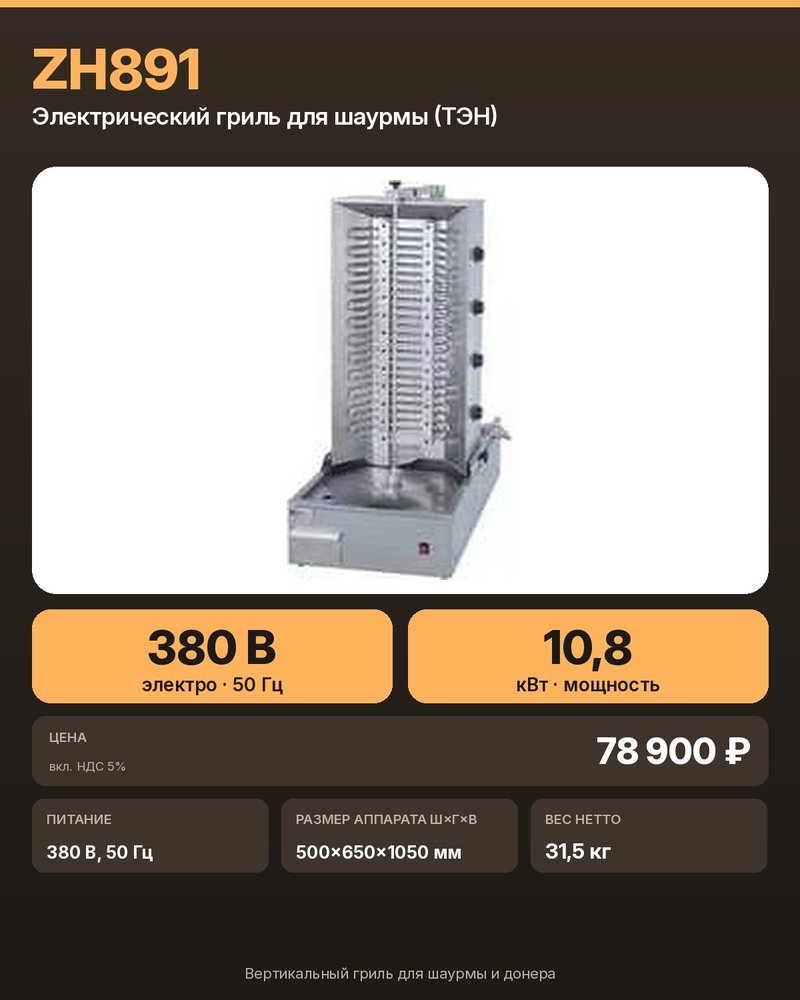 ZH891
Электрический гриль для шаурмы (ТЭН)
380 В
электро · 50 Гц
10,8
кВт · мощность
ЦЕНА
вкл. НДС 5%
78 900 ₽
ПИТАНИЕ
380 В, 50 Гц
РАЗМЕР АППАРАТА Ш×Г×В
500×650×1050 мм
ВЕС НЕТТО
31,5 кг
Вертикальный гриль для шаурмы и донера